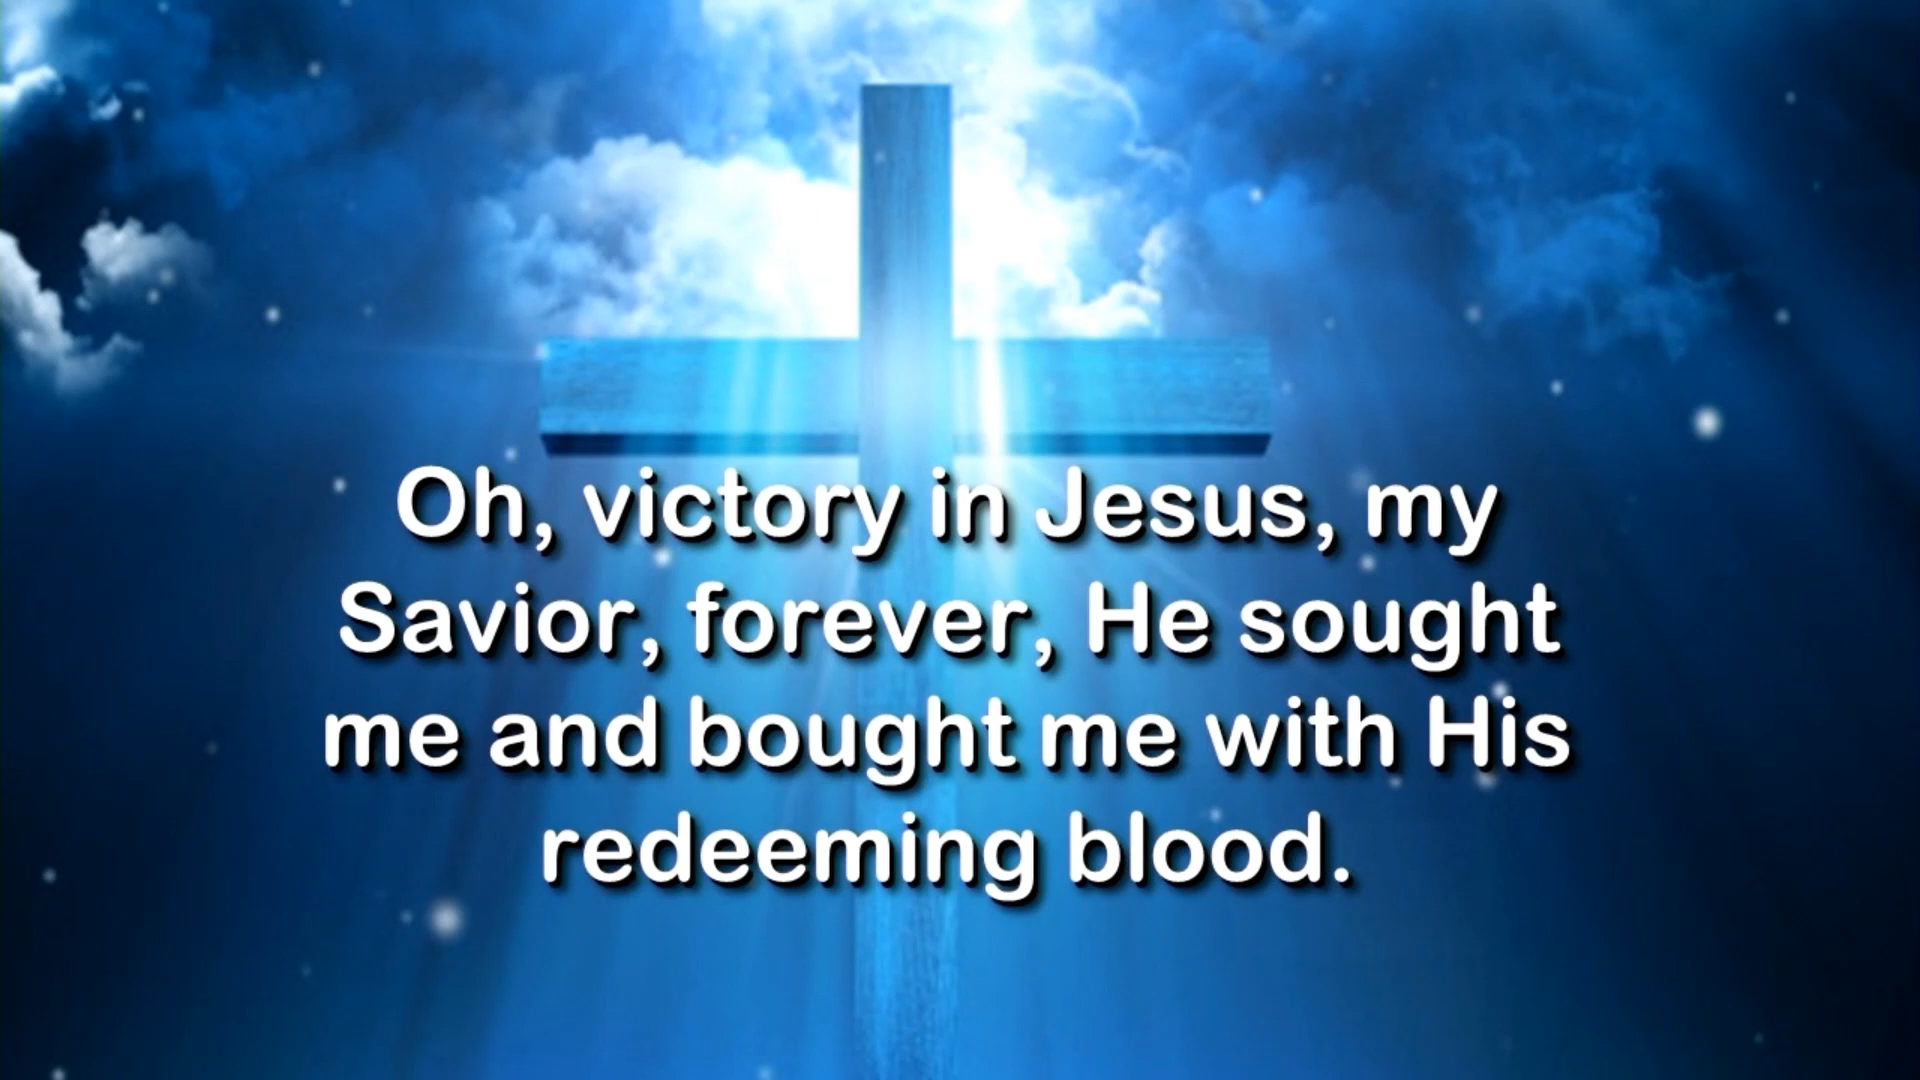 Oh, victory in Jesus, my
Savior, forever, He sought
me and bought me with His
redeeming blood.